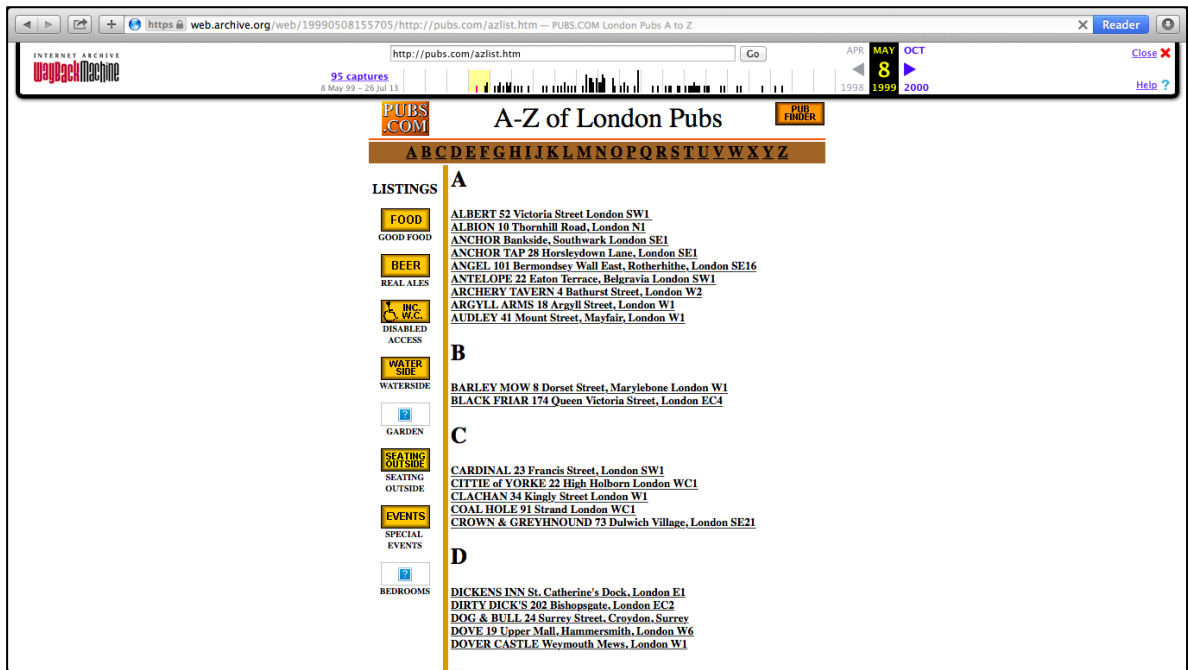 https web.archive.org/web/19990508155705/http://pubs.com/azlist.htm — PUBS.COM London Pubs A to Z
Reader
INTERNET ARCHIVE
WayBackMachine
http://pubs.com/azlist.htm
Go
95 captures
8 May 99 – 26 Jul 13
APR MAY OCT
8
1998 1999 2000
Close
Help ?
PUBS
.COM
A-Z of London Pubs
PUB
FINDER
A B C D E F G H I J K L M N O P Q R S T U V W X Y Z
LISTINGS
FOOD
GOOD FOOD
BEER
REAL ALES
INC.
W.C.
DISABLED
ACCESS
WATER
SIDE
WATERSIDE
?
GARDEN
SEATING
OUTSIDE
SEATING
OUTSIDE
EVENTS
SPECIAL
EVENTS
?
BEDROOMS
A
ALBERT 52 Victoria Street London SW1
ALBION 10 Thornhill Road, London N1
ANCHOR Bankside, Southwark London SE1
ANCHOR TAP 28 Horsleydown Lane, London SE1
ANGEL 101 Bermondsey Wall East, Rotherhithe, London SE16
ANTELOPE 22 Eaton Terrace, Belgravia London SW1
ARCHERY TAVERN 4 Bathurst Street, London W2
ARGYLL ARMS 18 Argyll Street, London W1
AUDLEY 41 Mount Street, Mayfair, London W1
B
BARLEY MOW 8 Dorset Street, Marylebone London W1
BLACK FRIAR 174 Queen Victoria Street, London EC4
C
CARDINAL 23 Francis Street, London SW1
CITTIE of YORKE 22 High Holborn London WC1
CLACHAN 34 Kingly Street London W1
COAL HOLE 91 Strand London WC1
CROWN & GREYHOUND 73 Dulwich Village, London SE21
D
DICKENS INN St. Catherine's Dock, London E1
DIRTY DICK'S 202 Bishopsgate, London EC2
DOG & BULL 24 Surrey Street, Croydon, Surrey
DOVE 19 Upper Mall, Hammersmith, London W6
DOVER CASTLE Weymouth Mews, London W1